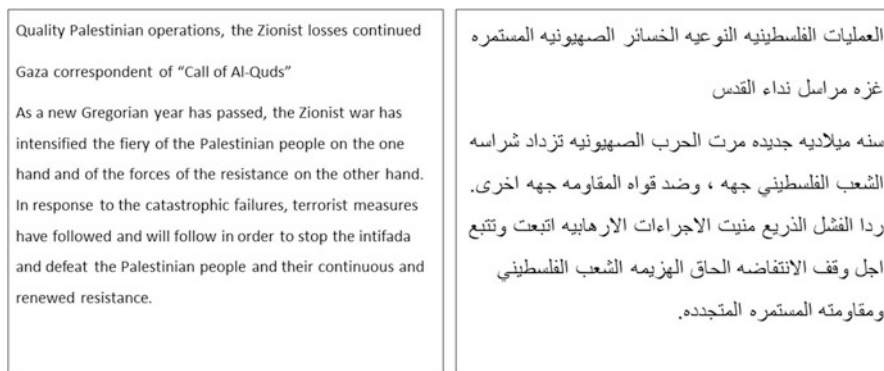 Quality Palestinian operations, the Zionist losses continued
Gaza correspondent of “Call of Al-Quds”
As a new Gregorian year has passed, the Zionist war has
intensified the fiery of the Palestinian people on the one
hand and of the forces of the resistance on the other hand.
In response to the catastrophic failures, terrorist measures
have followed and will follow in order to stop the intifada
and defeat the Palestinian people and their continuous and
renewed resistance.
العمليات الفلسطينيه النوعيه الخسائر الصهيونيه المستمره
غزه مراسل نداء القدس
سنه ميلاديه جديده مرت الحرب الصهيونيه تزداد شراسه
الشعب الفلسطيني جهه ، وضد قواه المقاومه جهه اخرى.
ردا الفشل الذريع منيت الاجراءات الارهابيه اتبعت وتتبع
اجل وقف الانتفاضه الحاق الهزيمه الشعب الفلسطيني
ومقاومته المستمره المتجدده.